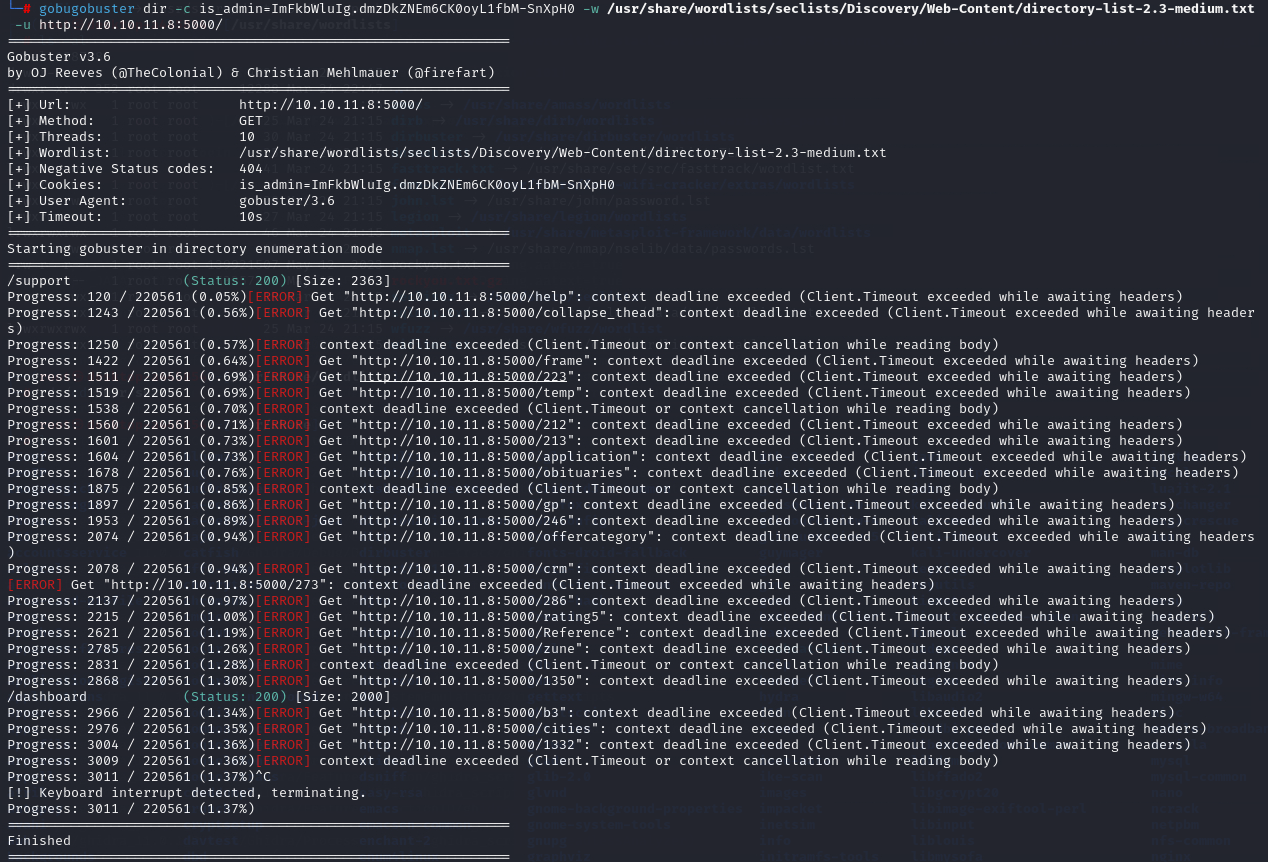 └─# gobugobuster dir -c is_admin=ImFkbWluIg.dmzDkZNEm6CK0oyL1fbM-SnXpH0 -w /usr/share/wordlists/seclists/Discovery/Web-Content/directory-list-2.3-medium.txt
-u http://10.10.11.8:5000/
===============================================================
Gobuster v3.6
by OJ Reeves (@TheColonial) & Christian Mehlmauer (@firefart)
===============================================================
[+] Url: http://10.10.11.8:5000/
[+] Method: GET
[+] Threads: 10
[+] Wordlist: /usr/share/wordlists/seclists/Discovery/Web-Content/directory-list-2.3-medium.txt
[+] Negative Status codes: 404
[+] Cookies: is_admin=ImFkbWluIg.dmzDkZNEm6CK0oyL1fbM-SnXpH0
[+] User Agent: gobuster/3.6
[+] Timeout: 10s
===============================================================
Starting gobuster in directory enumeration mode
===============================================================
/support (Status: 200) [Size: 2363]
Progress: 120 / 220561 (0.05%)[ERROR] Get "http://10.10.11.8:5000/help": context deadline exceeded (Client.Timeout exceeded while awaiting headers)
Progress: 1243 / 220561 (0.56%)[ERROR] Get "http://10.10.11.8:5000/collapse_thead": context deadline exceeded (Client.Timeout exceeded while awaiting header
s)
Progress: 1250 / 220561 (0.57%)[ERROR] context deadline exceeded (Client.Timeout or context cancellation while reading body)
Progress: 1422 / 220561 (0.64%)[ERROR] Get "http://10.10.11.8:5000/frame": context deadline exceeded (Client.Timeout exceeded while awaiting headers)
Progress: 1511 / 220561 (0.69%)[ERROR] Get "http://10.10.11.8:5000/223": context deadline exceeded (Client.Timeout exceeded while awaiting headers)
Progress: 1519 / 220561 (0.69%)[ERROR] Get "http://10.10.11.8:5000/temp": context deadline exceeded (Client.Timeout exceeded while awaiting headers)
Progress: 1538 / 220561 (0.70%)[ERROR] context deadline exceeded (Client.Timeout or context cancellation while reading body)
Progress: 1560 / 220561 (0.71%)[ERROR] Get "http://10.10.11.8:5000/212": context deadline exceeded (Client.Timeout exceeded while awaiting headers)
Progress: 1601 / 220561 (0.73%)[ERROR] Get "http://10.10.11.8:5000/213": context deadline exceeded (Client.Timeout exceeded while awaiting headers)
Progress: 1604 / 220561 (0.73%)[ERROR] Get "http://10.10.11.8:5000/application": context deadline exceeded (Client.Timeout exceeded while awaiting headers)
Progress: 1678 / 220561 (0.76%)[ERROR] Get "http://10.10.11.8:5000/obituaries": context deadline exceeded (Client.Timeout exceeded while awaiting headers)
Progress: 1875 / 220561 (0.85%)[ERROR] context deadline exceeded (Client.Timeout or context cancellation while reading body)
Progress: 1897 / 220561 (0.86%)[ERROR] Get "http://10.10.11.8:5000/gp": context deadline exceeded (Client.Timeout exceeded while awaiting headers)
Progress: 1953 / 220561 (0.89%)[ERROR] Get "http://10.10.11.8:5000/246": context deadline exceeded (Client.Timeout exceeded while awaiting headers)
Progress: 2074 / 220561 (0.94%)[ERROR] Get "http://10.10.11.8:5000/offercategory": context deadline exceeded (Client.Timeout exceeded while awaiting headers
)
Progress: 2078 / 220561 (0.94%)[ERROR] Get "http://10.10.11.8:5000/crm": context deadline exceeded (Client.Timeout exceeded while awaiting headers)
[ERROR] Get "http://10.10.11.8:5000/273": context deadline exceeded (Client.Timeout exceeded while awaiting headers)
Progress: 2137 / 220561 (0.97%)[ERROR] Get "http://10.10.11.8:5000/286": context deadline exceeded (Client.Timeout exceeded while awaiting headers)
Progress: 2215 / 220561 (1.00%)[ERROR] Get "http://10.10.11.8:5000/rating5": context deadline exceeded (Client.Timeout exceeded while awaiting headers)
Progress: 2621 / 220561 (1.19%)[ERROR] Get "http://10.10.11.8:5000/Reference": context deadline exceeded (Client.Timeout exceeded while awaiting headers)
Progress: 2785 / 220561 (1.26%)[ERROR] Get "http://10.10.11.8:5000/zune": context deadline exceeded (Client.Timeout exceeded while awaiting headers)
Progress: 2831 / 220561 (1.28%)[ERROR] context deadline exceeded (Client.Timeout or context cancellation while reading body)
Progress: 2868 / 220561 (1.30%)[ERROR] Get "http://10.10.11.8:5000/1350": context deadline exceeded (Client.Timeout exceeded while awaiting headers)
/dashboard (Status: 200) [Size: 2000]
Progress: 2966 / 220561 (1.34%)[ERROR] Get "http://10.10.11.8:5000/b3": context deadline exceeded (Client.Timeout exceeded while awaiting headers)
Progress: 2976 / 220561 (1.35%)[ERROR] Get "http://10.10.11.8:5000/cities": context deadline exceeded (Client.Timeout exceeded while awaiting headers)
Progress: 3004 / 220561 (1.36%)[ERROR] Get "http://10.10.11.8:5000/1332": context deadline exceeded (Client.Timeout exceeded while awaiting headers)
Progress: 3009 / 220561 (1.36%)[ERROR] context deadline exceeded (Client.Timeout or context cancellation while reading body)
Progress: 3011 / 220561 (1.37%)^C
[!] Keyboard interrupt detected, terminating.
Progress: 3011 / 220561 (1.37%)
===============================================================
Finished
===============================================================